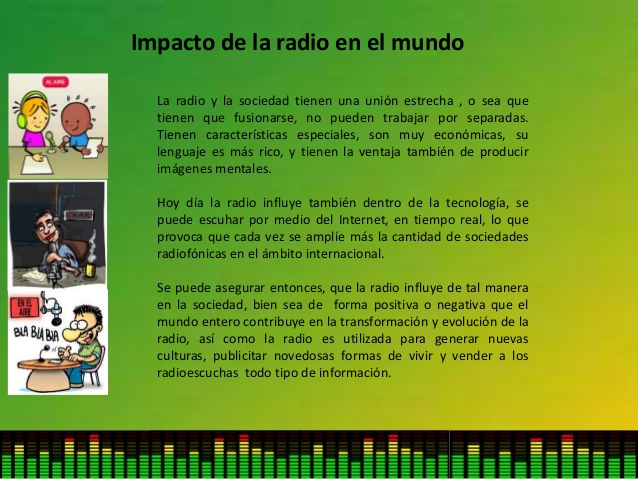 Impacto de la radio en el mundo
AL AIRE
La radio y la sociedad tienen una unión estrecha , o sea que
tienen que fusionarse, no pueden trabajar por separadas.
Tienen características especiales, son muy económicas, su
lenguaje es más rico, y tienen la ventaja también de producir
imágenes mentales.
Hoy día la radio influye también dentro de la tecnología, se
puede escuhar por medio del Internet, en tiempo real, lo que
provoca que cada vez se amplíe más la cantidad de sociedades
radiofónicas en el ámbito internacional.
Se puede asegurar entonces, que la radio influye de tal manera
en la sociedad, bien sea de forma positiva o negativa que el
mundo entero contribuye en la transformación y evolución de la
radio, así como la radio es utilizada para generar nuevas
culturas, publicitar novedosas formas de vivir y vender a los
radioescuchas todo tipo de información.
EN EL
AIRE
BLA BLA
BLA